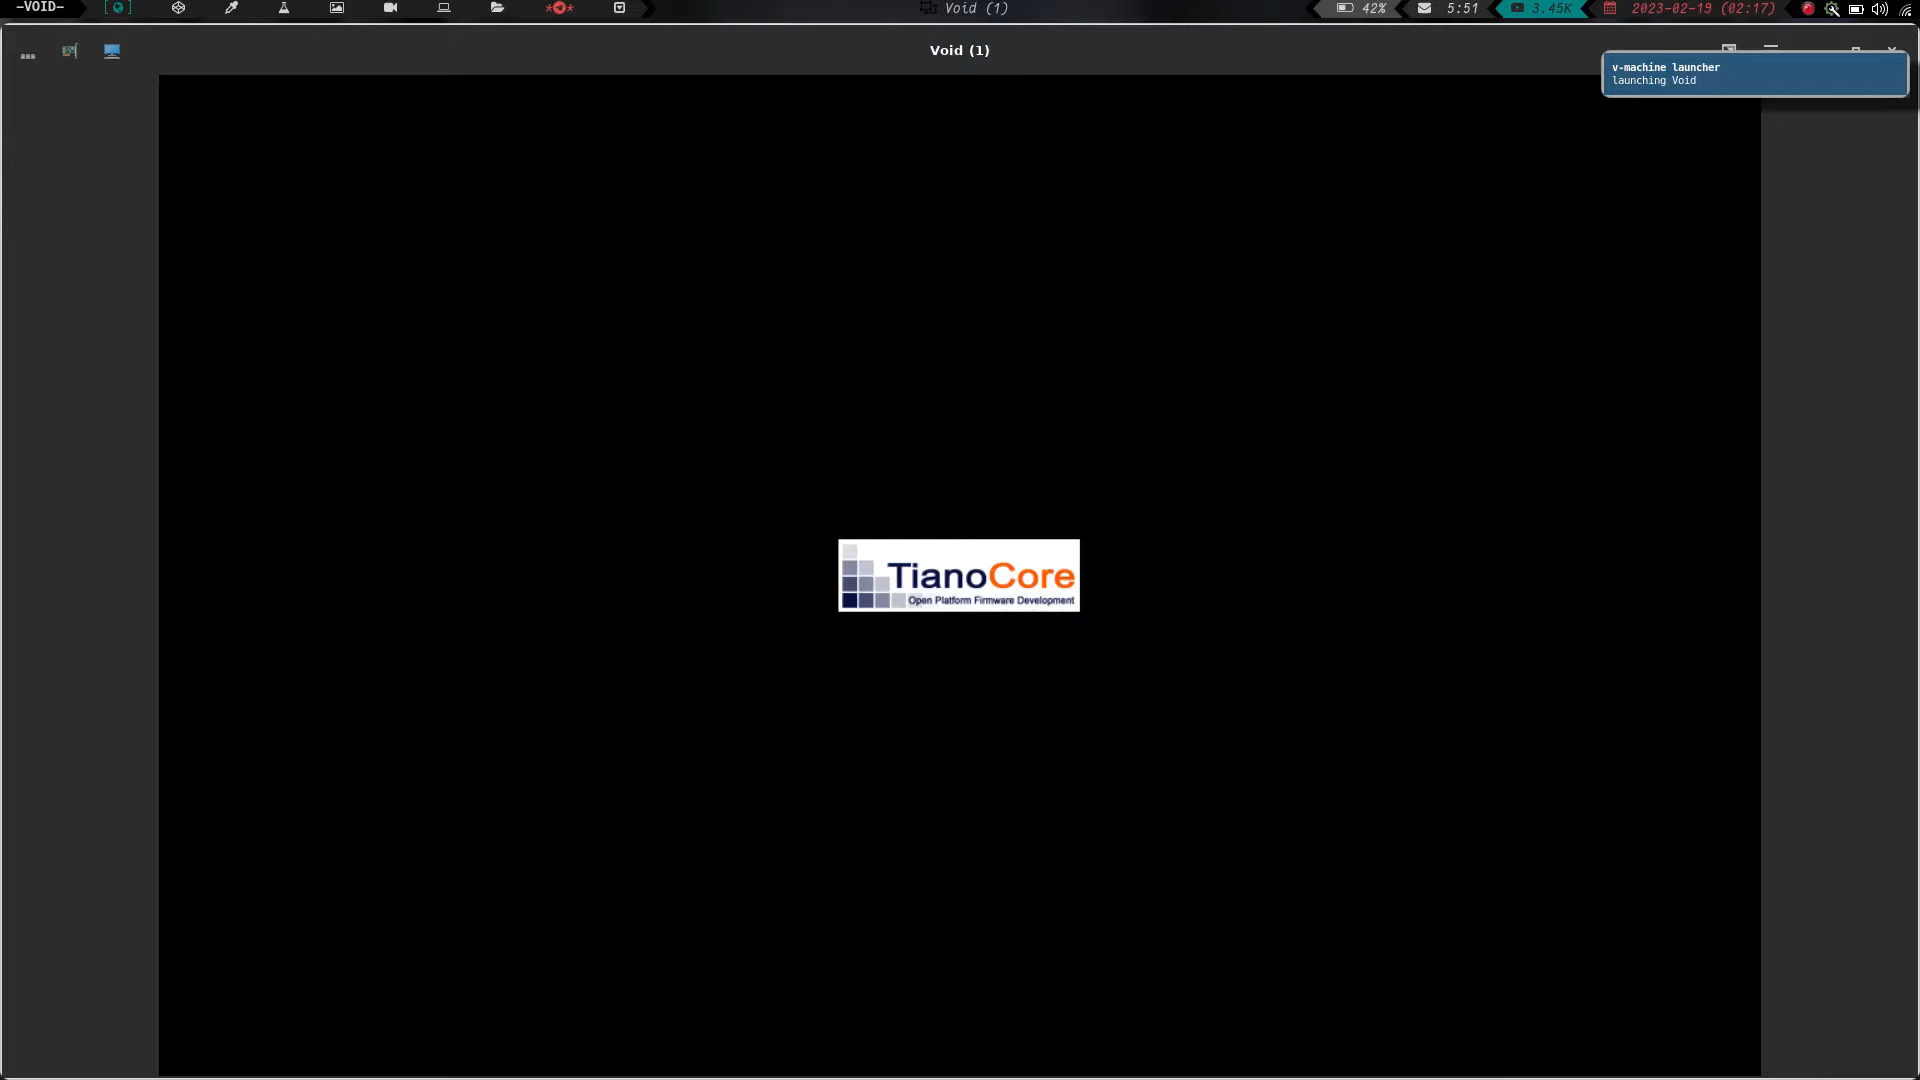 —VOID—
Void (1)
42%
5:51
3.45K
2023-02-19 (02:17)
Void (1)
v-machine launcher
launching Void
TianoCore
Open Platform Firmware Development